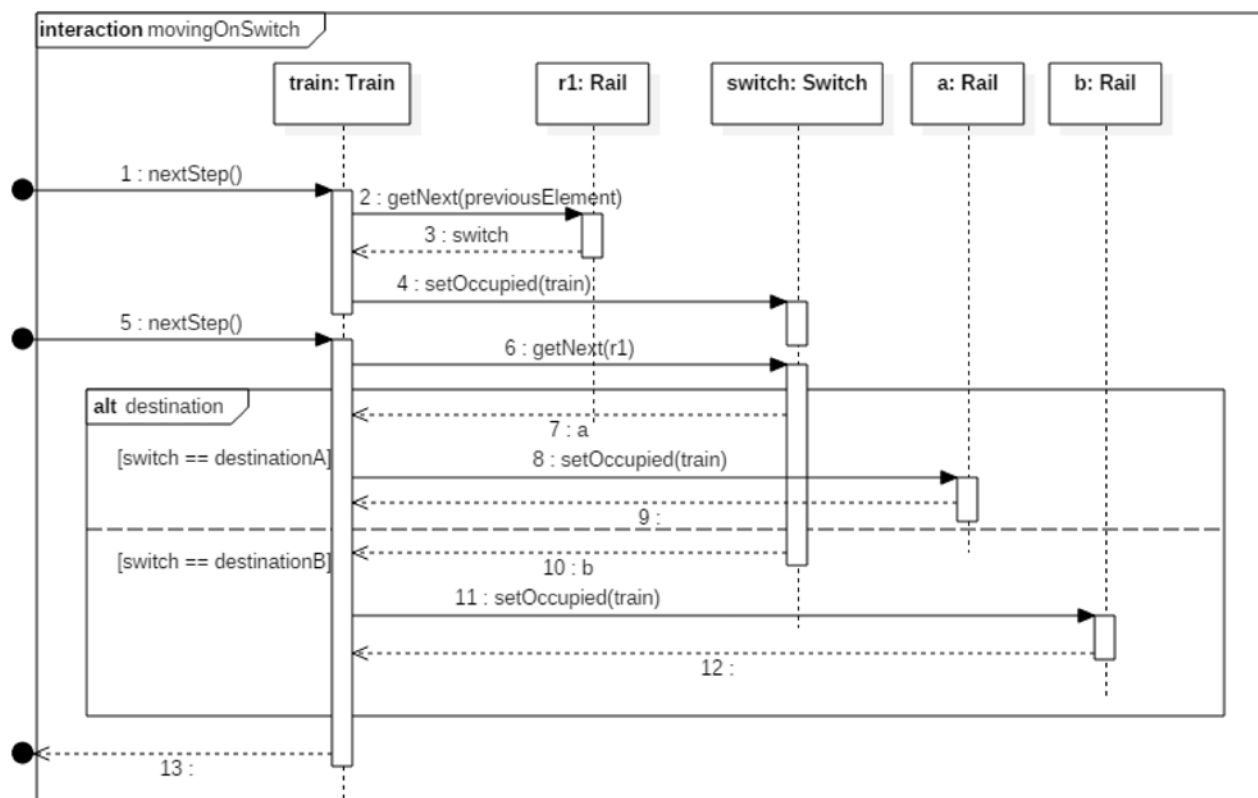 interaction movingOnSwitch
train: Train
r1: Rail
switch: Switch
a: Rail
b: Rail
1 : nextStep()
2 : getNext(previousElement)
3 : switch
4 : setOccupied(train)
5 : nextStep()
6 : getNext(r1)
alt destination
7 : a
[switch == destinationA]
8 : setOccupied(train)
9 :
[switch == destinationB]
10 : b
11 : setOccupied(train)
12 :
13 :